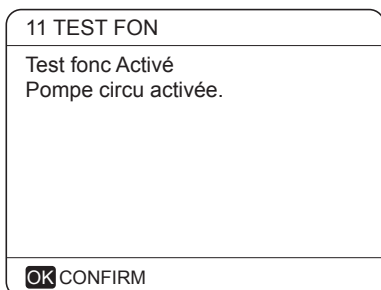 11 TEST FON
Test fonc Activé
Pompe circu activée.
OK CONFIRM